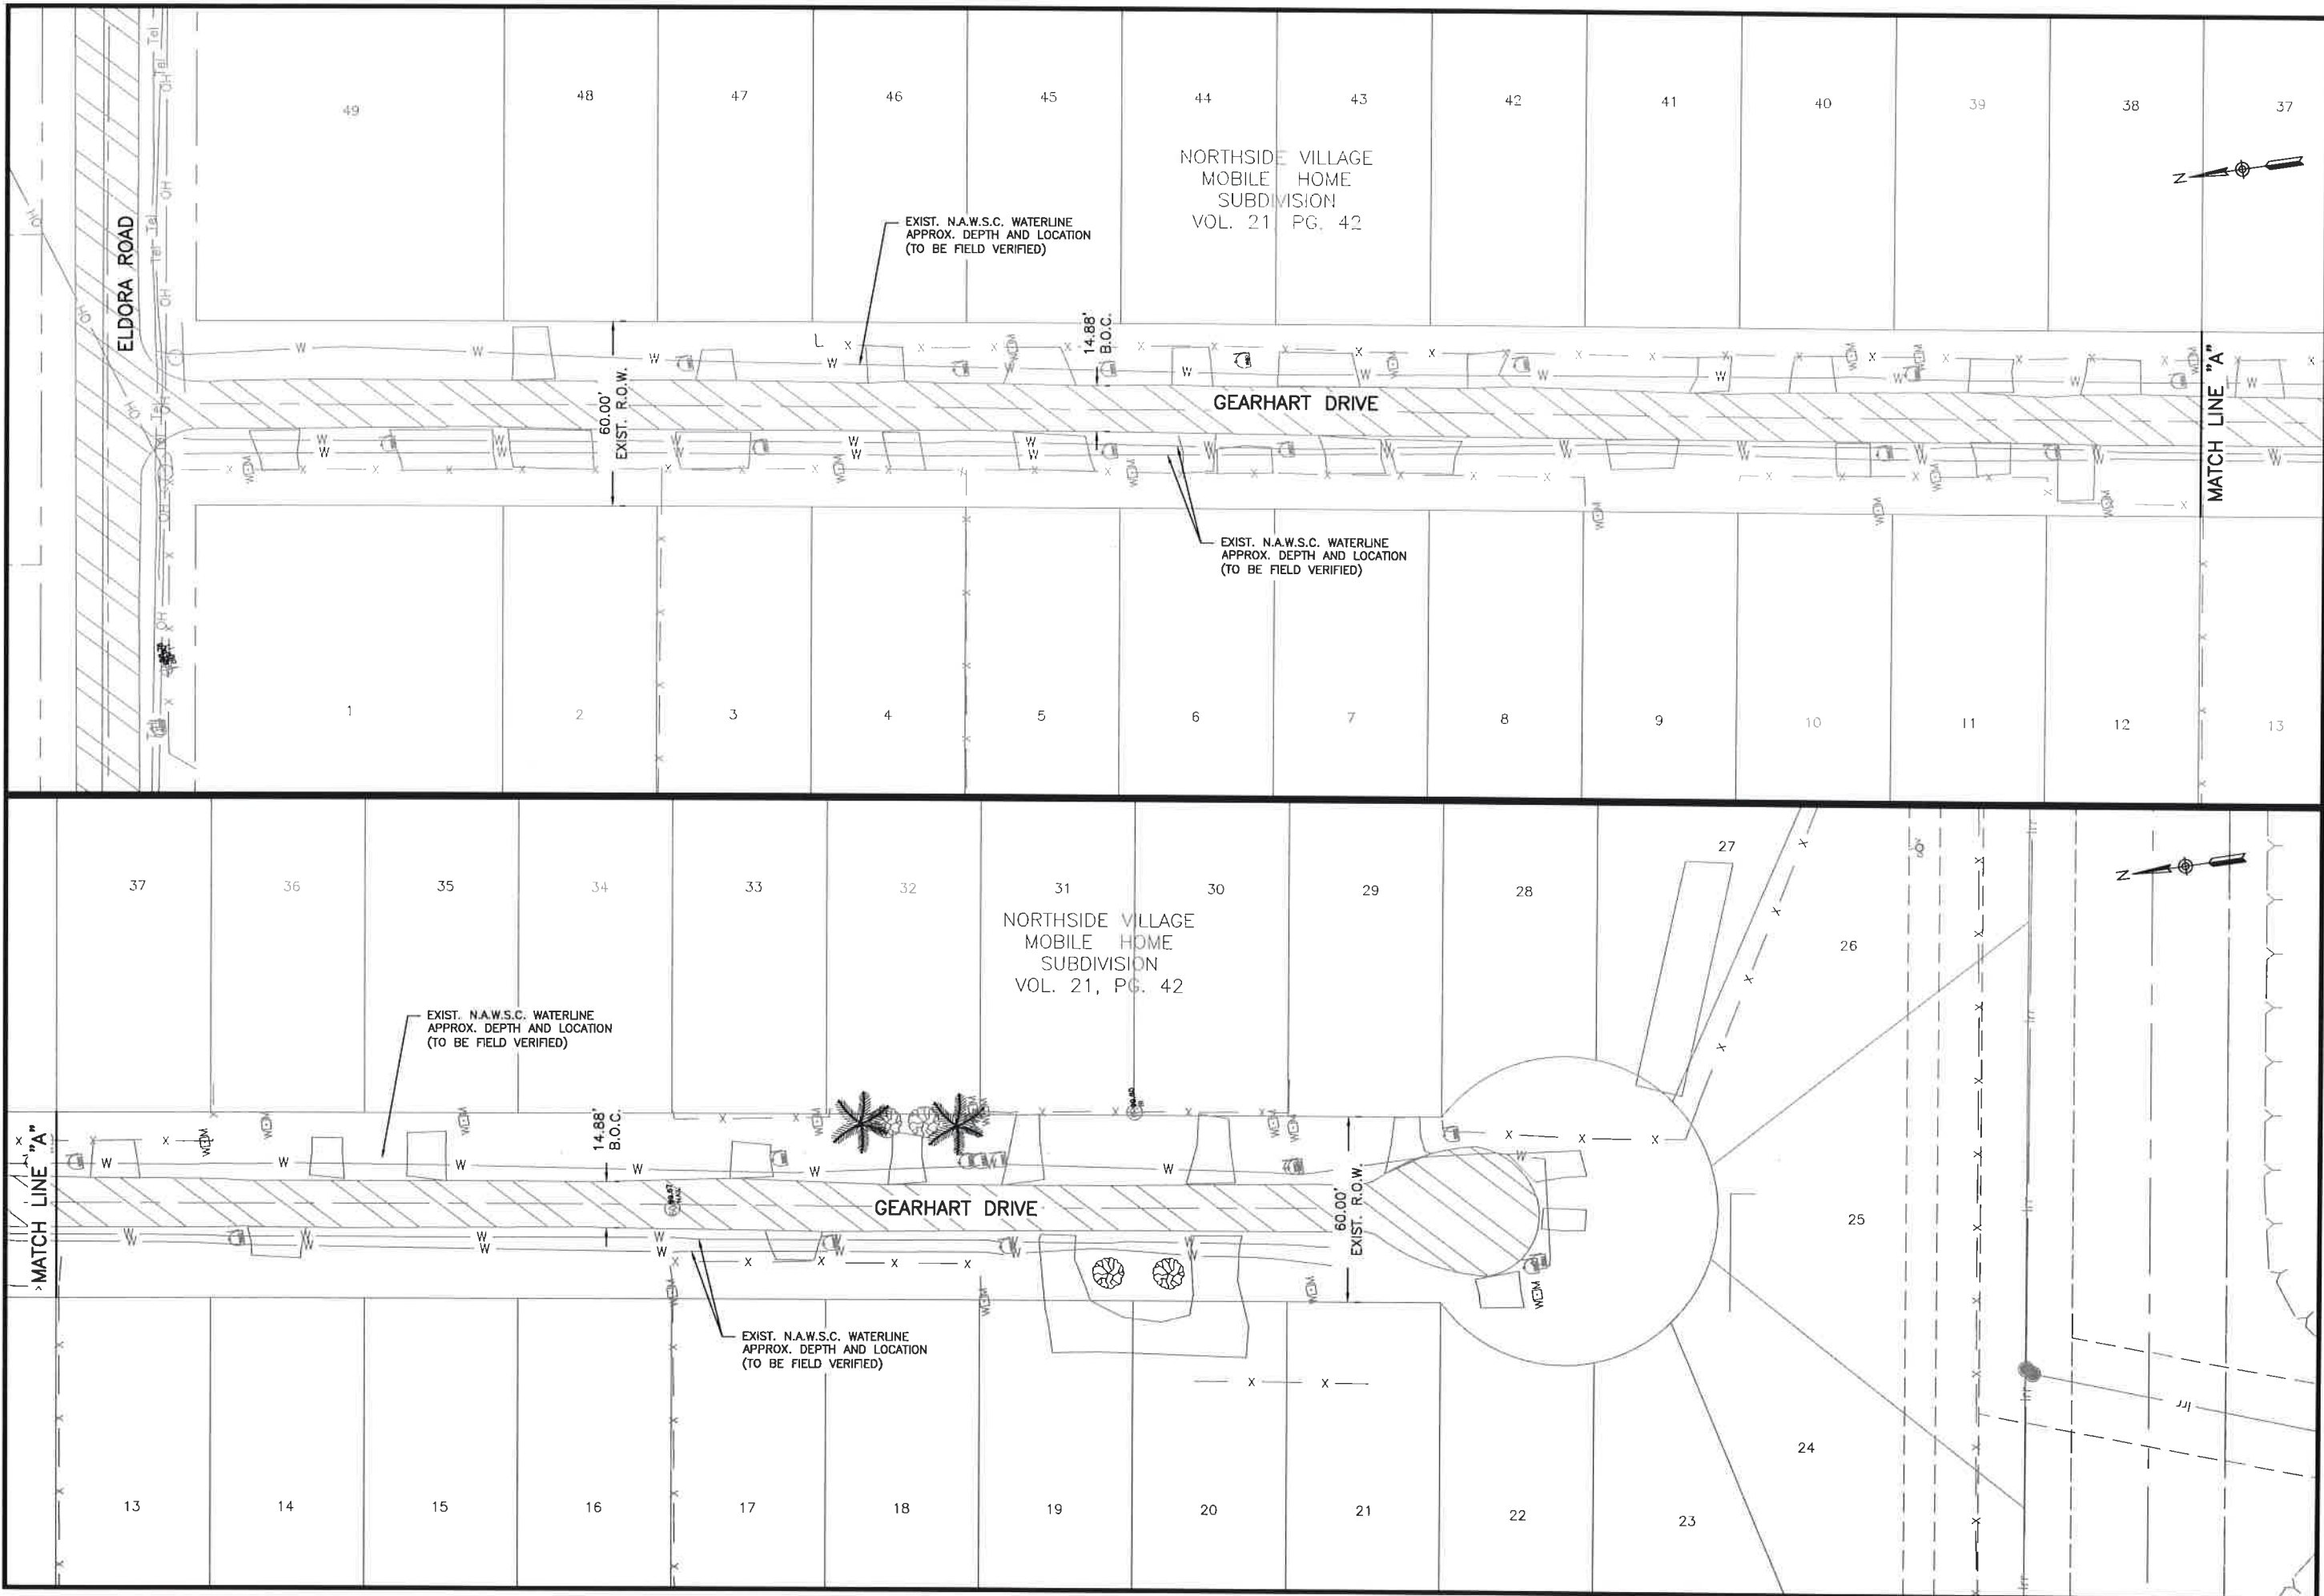 49
48
47
46
45
44
43
42
41
40
39
38
37
NORTHSIDE VILLAGE
MOBILE HOME
SUBDIVISION
VOL. 21, PG. 42
N
ELDORA ROAD
EXIST. N.A.W.S.C. WATERLINE
APPROX. DEPTH AND LOCATION
(TO BE FIELD VERIFIED)
14.88'
B.O.C.
60.00'
EXIST. R.O.W.
GEARHART DRIVE
MATCH LINE "A"
EXIST. N.A.W.S.C. WATERLINE
APPROX. DEPTH AND LOCATION
(TO BE FIELD VERIFIED)
1
2
3
4
5
6
7
8
9
10
11
12
13
37
36
35
34
33
32
31
30
29
28
27
26
NORTHSIDE VILLAGE
MOBILE HOME
SUBDIVISION
VOL. 21, PG. 42
N
EXIST. N.A.W.S.C. WATERLINE
APPROX. DEPTH AND LOCATION
(TO BE FIELD VERIFIED)
14.88'
B.O.C.
MATCH LINE "A"
GEARHART DRIVE
60.00'
EXIST. R.O.W.
25
EXIST. N.A.W.S.C. WATERLINE
APPROX. DEPTH AND LOCATION
(TO BE FIELD VERIFIED)
24
13
14
15
16
17
18
19
20
21
22
23